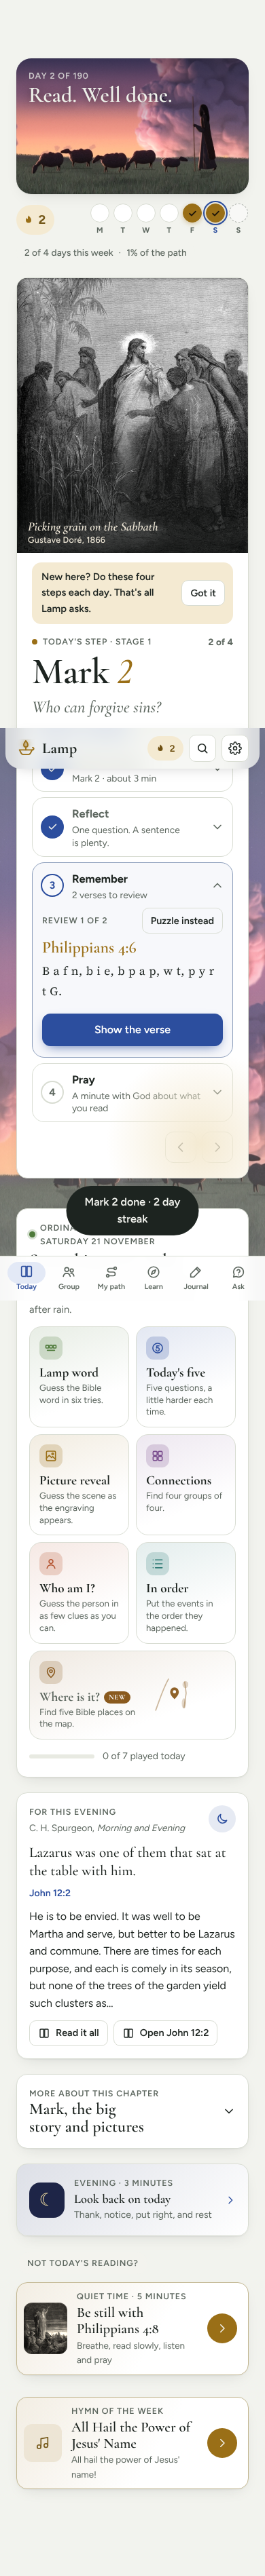 DAY 2 OF 190
Read. Well done.
2
M T W T F S S
2 of 4 days this week · 1% of the path
Picking grain on the Sabbath
Gustave Doré, 1866
New here? Do these four
steps each day. That's all
Lamp asks.
Got it
TODAY'S STEP · STAGE 1
2 of 4
Mark 2
Who can forgive sins?
Lamp
2
Mark 2 · about 3 min
Reflect
One question. A sentence
is plenty.
3
Remember
2 verses to review
REVIEW 1 OF 2
Puzzle instead
Philippians 4:6
B a f n, b i e, b p a p, w t, p y r
t G.
Show the verse
4
Pray
A minute with God about what
you read
Mark 2 done · 2 day
streak
SATURDAY 21 NOVEMBER
Today
Group
My path
Learn
Journal
Ask
after rain.
Lamp word
Guess the Bible
word in six tries.
Today's five
Five questions, a
little harder each
time.
Picture reveal
Guess the scene as
the engraving
appears.
Connections
Find four groups of
four.
Who am I?
Guess the person in
as few clues as you
can.
In order
Put the events in
the order they
happened.
Where is it? NEW
Find five Bible places on
the map.
0 of 7 played today
FOR THIS EVENING
C. H. Spurgeon, Morning and Evening
Lazarus was one of them that sat at
the table with him.
John 12:2
He is to be envied. It was well to be
Martha and serve, but better to be Lazarus
and commune. There are times for each
purpose, and each is comely in its season,
but none of the trees of the garden yield
such clusters as…
Read it all
Open John 12:2
MORE ABOUT THIS CHAPTER
Mark, the big
story and pictures
EVENING · 3 MINUTES
Look back on today
Thank, notice, put right, and rest
NOT TODAY'S READING?
QUIET TIME · 5 MINUTES
Be still with
Philippians 4:8
Breathe, read slowly, listen
and pray
HYMN OF THE WEEK
All Hail the Power of
Jesus' Name
All hail the power of Jesus'
name!